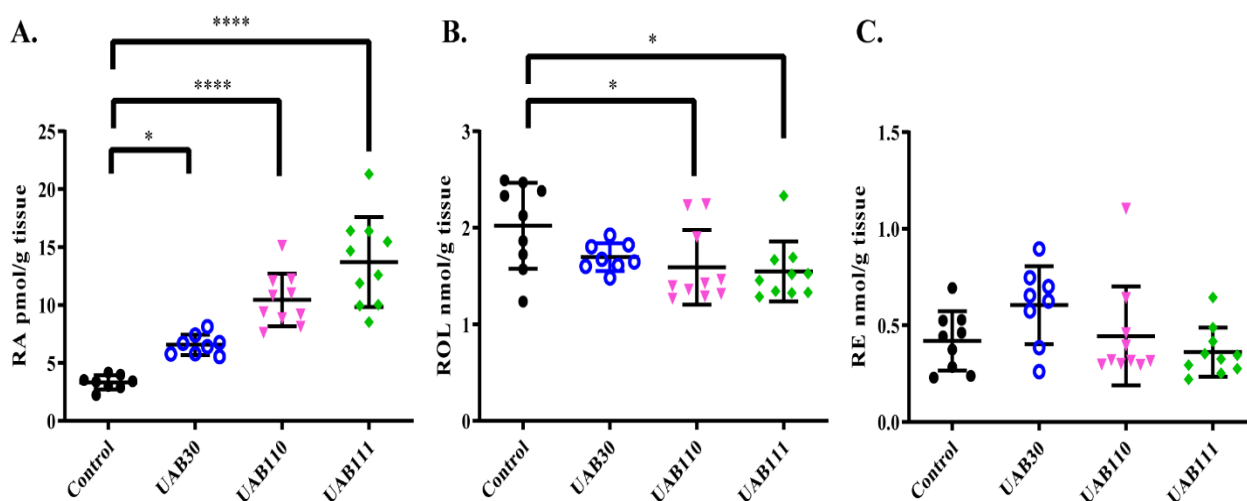 A.
****
****
*
RA pmol/g tissue
25
20
15
10
5
0
Control
UAB30
UAB110
UAB111
B.
*
*
ROL nmol/g tissue
3
2
1
0
Control
UAB30
UAB110
UAB111
C.
RE nmol/g tissue
1.5
1.0
0.5
0.0
Control
UAB30
UAB110
UAB111